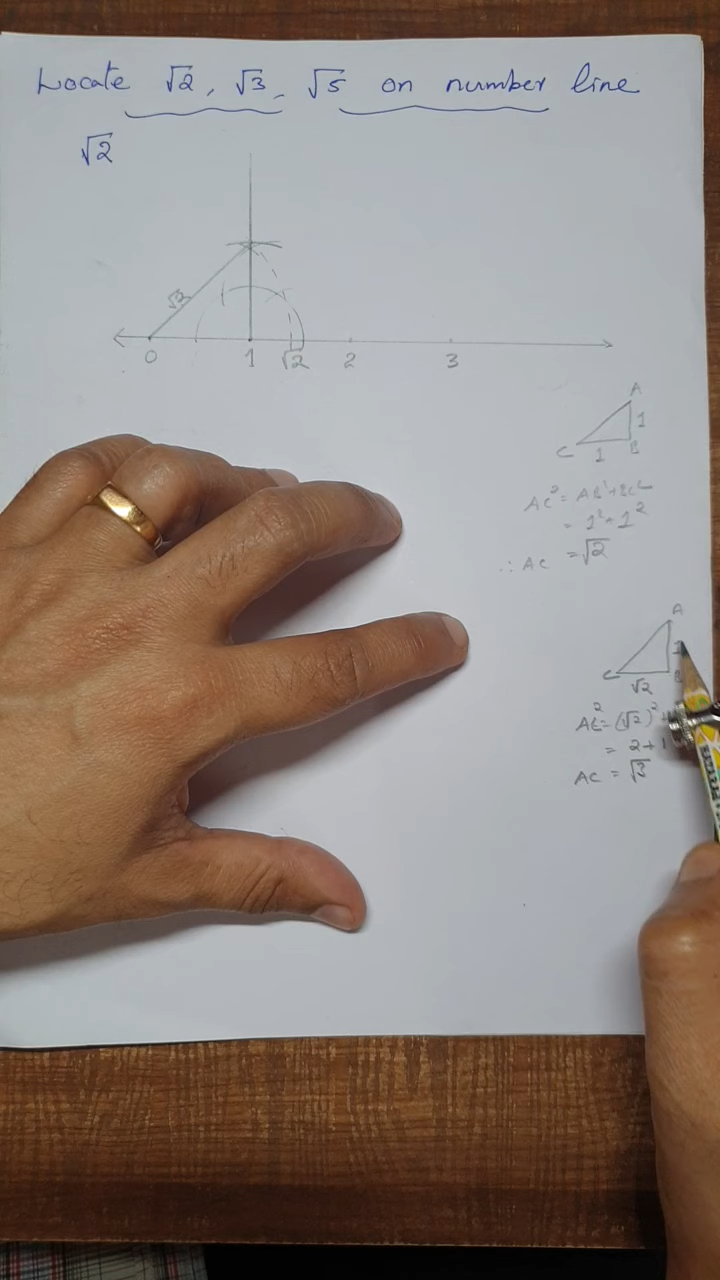 Locate √2, √3, √5 on number line
√2
√2
0 1 √2 2 3
A
1
C 1 B
AC² = AB² + BC²
= 1² + 1²
∴ AC = √2
A
C √2 B
AC² = (√2)² +
= 2+1
AC = √3